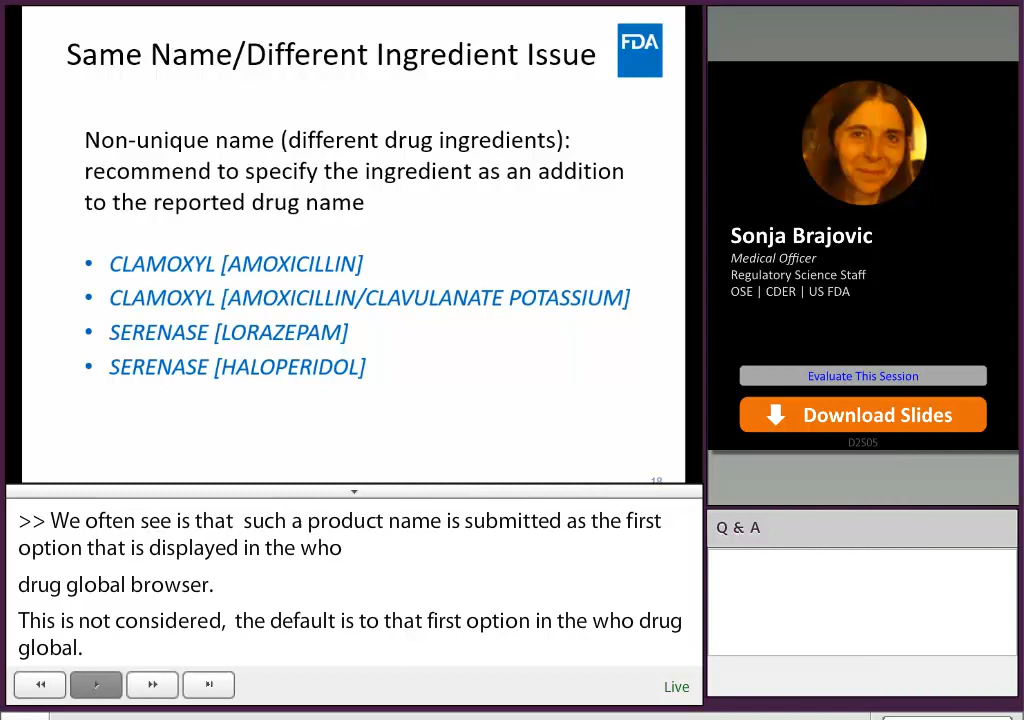 Same Name/Different Ingredient Issue
FDA
Non-unique name (different drug ingredients):
recommend to specify the ingredient as an addition
to the reported drug name
• CLAMOXYL [AMOXICILLIN]
• CLAMOXYL [AMOXICILLIN/CLAVULANATE POTASSIUM]
• SERENASE [LORAZEPAM]
• SERENASE [HALOPERIDOL]
18
Sonja Brajovic
Medical Officer
Regulatory Science Staff
OSE | CDER | US FDA
Evaluate This Session
Download Slides
D2S05
>> We often see is that such a product name is submitted as the first
option that is displayed in the who
drug global browser.
This is not considered, the default is to that first option in the who drug
global.
Live
Q & A